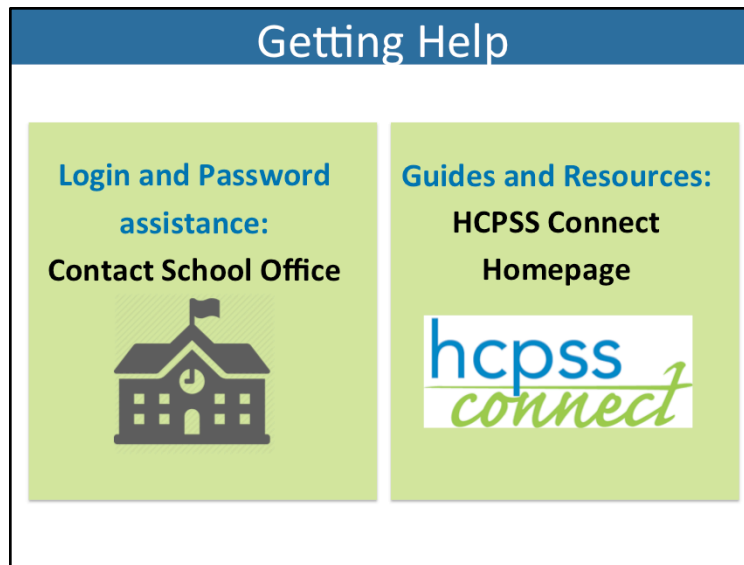 Getting Help
Login and Password
assistance:
Contact School Office
Guides and Resources:
HCPSS Connect
Homepage
hcpss
connect